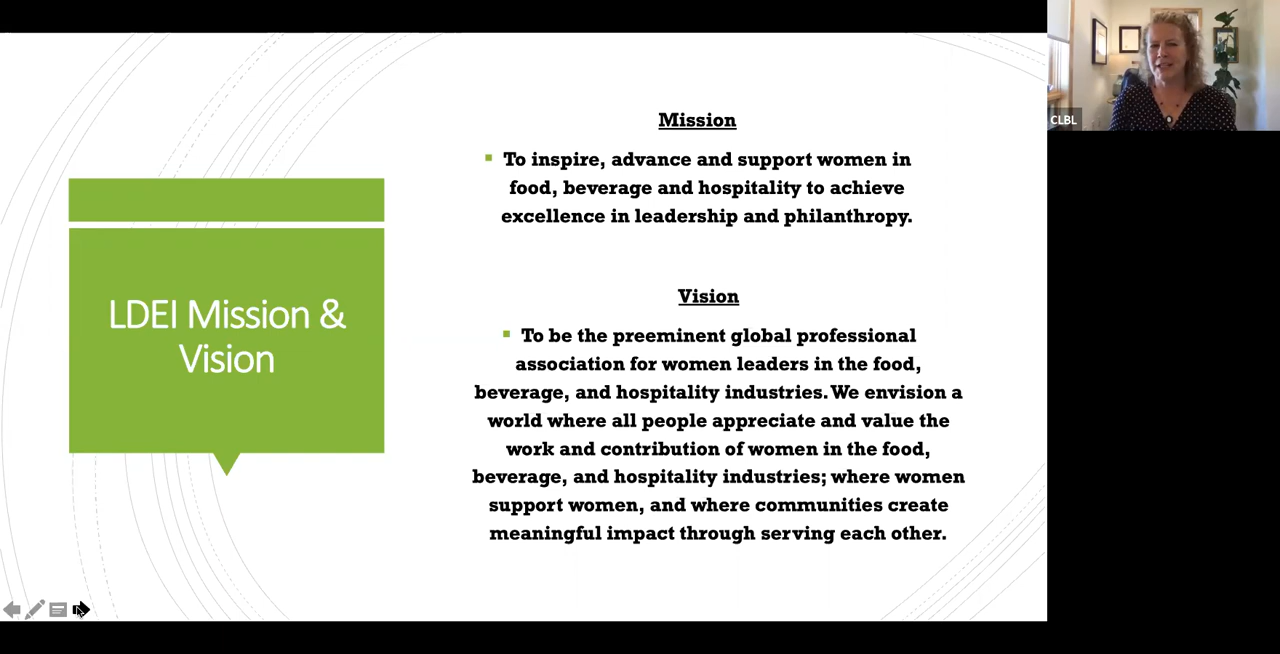 LDEI Mission &
Vision
Mission
To inspire, advance and support women in
food, beverage and hospitality to achieve
excellence in leadership and philanthropy.
Vision
To be the preeminent global professional
association for women leaders in the food,
beverage, and hospitality industries. We envision a
world where all people appreciate and value the
work and contribution of women in the food,
beverage, and hospitality industries; where women
support women, and where communities create
meaningful impact through serving each other.
CLBL